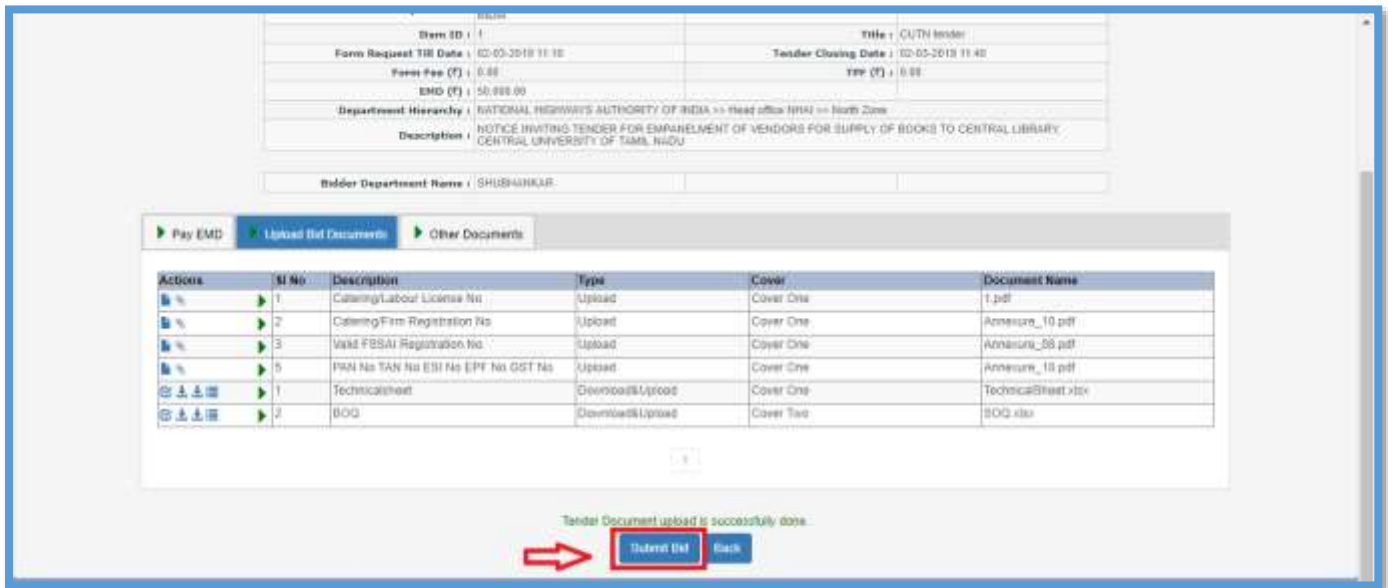 INDIA
Item ID : 1 Title : CUTN tender
Form Request Till Date : 02-03-2019 11:10 Tender Closing Date : 02-03-2019 11:40
Form Fee (₹) : 0.00 TPF (₹) : 0.00
EMD (₹) : 50,000.00
Department Hierarchy : NATIONAL HIGHWAYS AUTHORITY OF INDIA >> Head office NHAI >> North Zone
Description : NOTICE INVITING TENDER FOR EMPANELMENT OF VENDORS FOR SUPPLY OF BOOKS TO CENTRAL LIBRARY
CENTRAL UNIVERSITY OF TAMIL NADU
Bidder Department Name : SHUBHANKAR
Pay EMD Upload Bid Documents Other Documents
Actions Sl No Description Type Cover Document Name
1 Catering/Labour License No Upload Cover One 1.pdf
2 Catering/Firm Registration No Upload Cover One Annexure_10.pdf
3 Valid FSSAI Registration No Upload Cover One Annexure_08.pdf
5 PAN No TAN No ESI No EPF No GST No Upload Cover One Annexure_10.pdf
1 Technicalsheet Download&Upload Cover One TechnicalSheet.xlsx
2 BOQ Download&Upload Cover Two BOQ.xlsx
Tender Document upload is successfully done.
Submit Bid Back